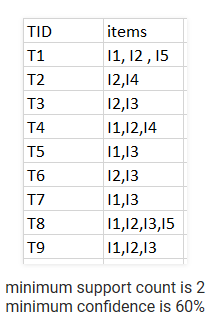 TID items
T1 I1, I2 , I5
T2 I2,I4
T3 I2,I3
T4 I1,I2,I4
T5 I1,I3
T6 I2,I3
T7 I1,I3
T8 I1,I2,I3,I5
T9 I1,I2,I3
minimum support count is 2
minimum confidence is 60%